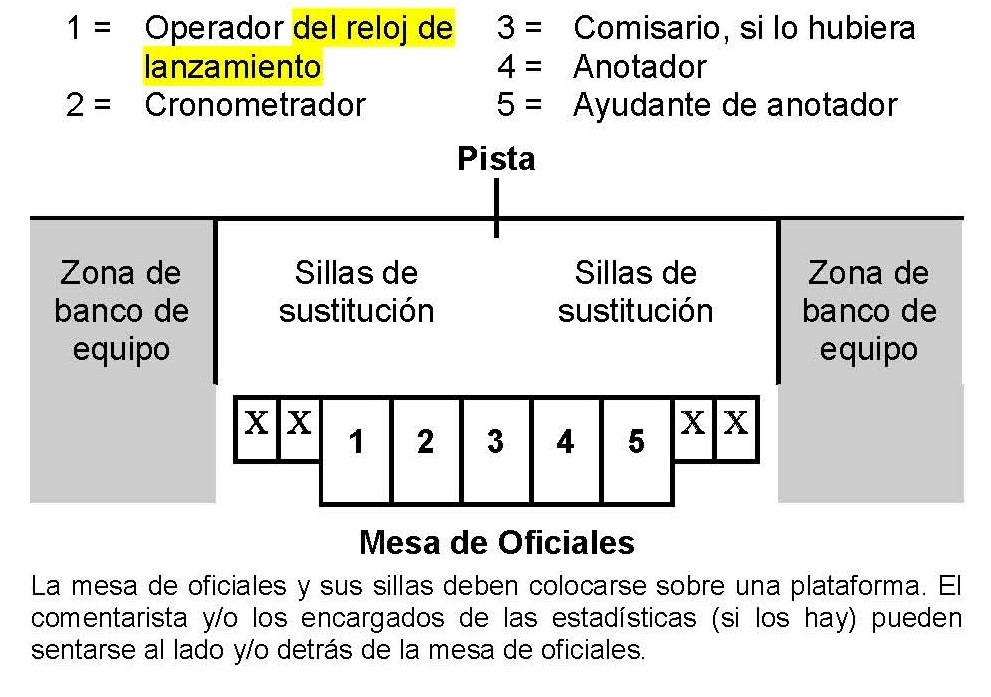 1 = Operador del reloj de lanzamiento
2 = Cronometrador
3 = Comisario, si lo hubiera
4 = Anotador
5 = Ayudante de anotador
Pista
Zona de
banco de
equipo
Sillas de
sustitución
Sillas de
sustitución
Zona de
banco de
equipo
X X 1 2 3 4 5 X X
Mesa de Oficiales
La mesa de oficiales y sus sillas deben colocarse sobre una plataforma. El
comentarista y/o los encargados de las estadísticas (si los hay) pueden
sentarse al lado y/o detrás de la mesa de oficiales.